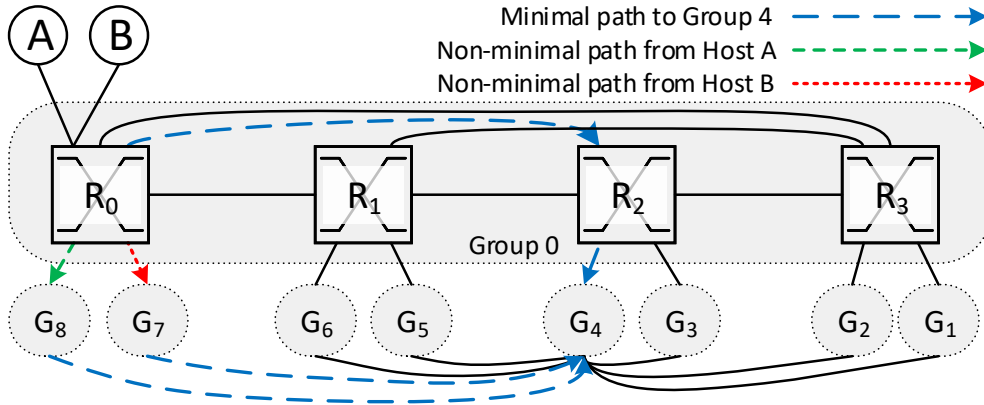 A B
Minimal path to Group 4
Non-minimal path from Host A
Non-minimal path from Host B
R0 R1 R2 R3
Group 0
G8 G7 G6 G5 G4 G3 G2 G1